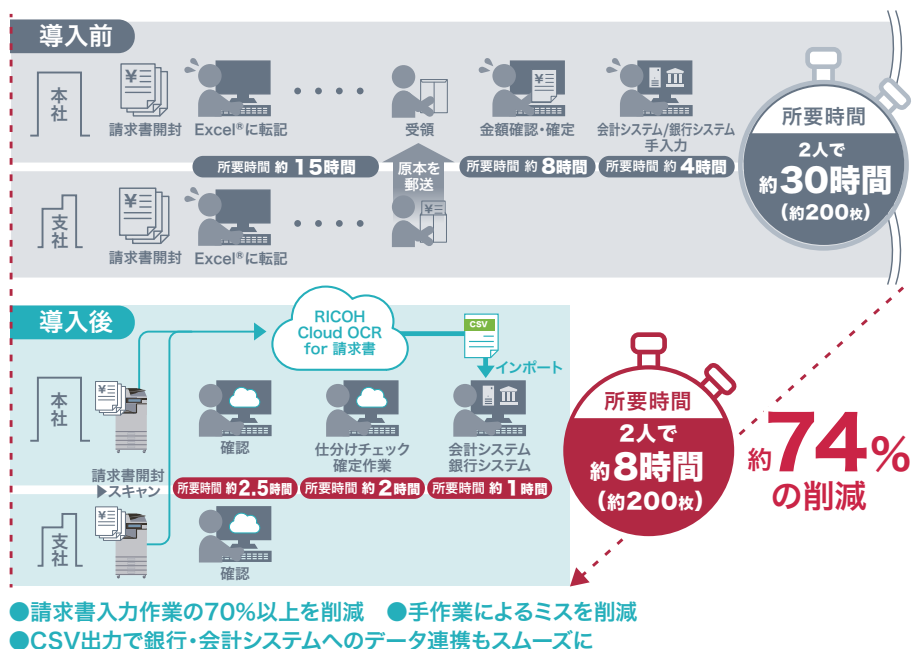 導入前
本社
請求書開封
Excel®に転記
受領
金額確認・確定
会計システム/銀行システム
手入力
所要時間 約15時間
原本を
郵送
所要時間 約8時間
所要時間 約4時間
支社
請求書開封
Excel®に転記
所要時間
2人で
約30時間
(約200枚)
導入後
RICOH
Cloud OCR
for 請求書
CSV
インポート
本社
請求書開封
▶スキャン
確認
仕分けチェック
確定作業
会計システム
銀行システム
所要時間 約2.5時間
所要時間 約2時間
所要時間 約1時間
支社
確認
所要時間
2人で
約8時間
(約200枚)
約74%
の削減
●請求書入力作業の70%以上を削減 ●手作業によるミスを削減
●CSV出力で銀行・会計システムへのデータ連携もスムーズに